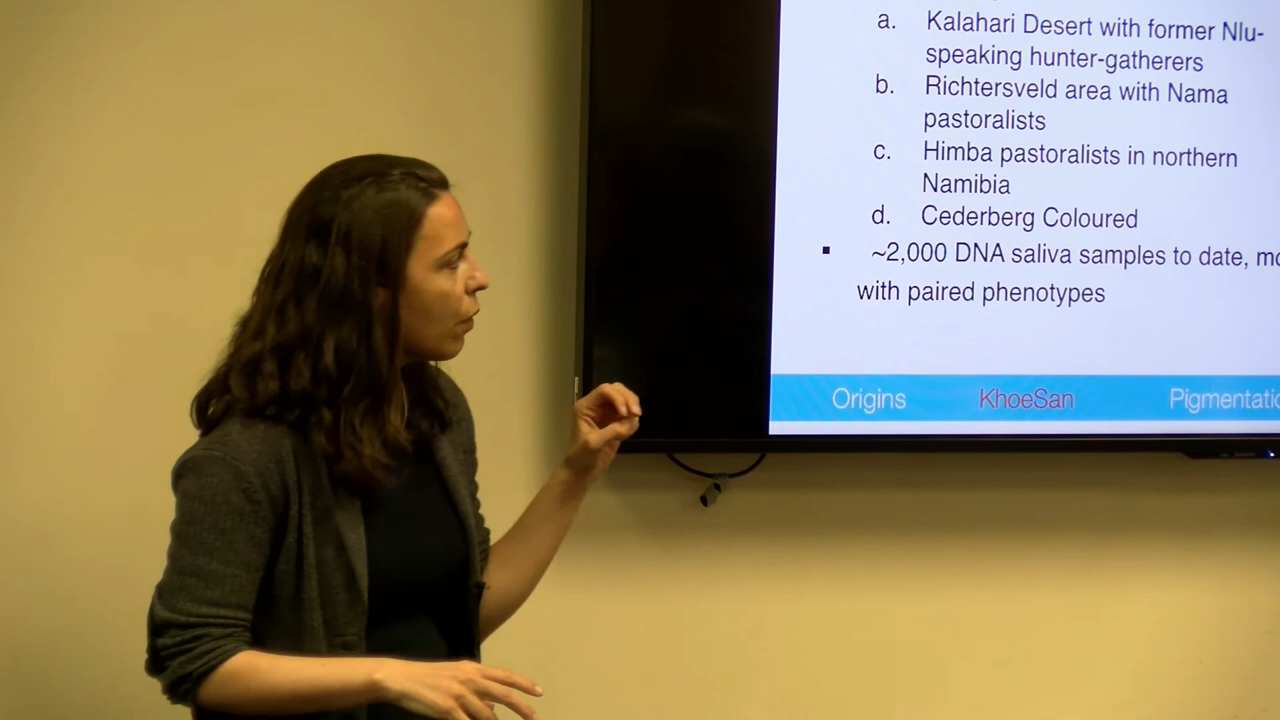 a. Kalahari Desert with former Nlu-
speaking hunter-gatherers
b. Richtersveld area with Nama
pastoralists
c. Himba pastoralists in northern
Namibia
d. Cederberg Coloured
▪ ~2,000 DNA saliva samples to date,
with paired phenotypes
Origins KhoeSan